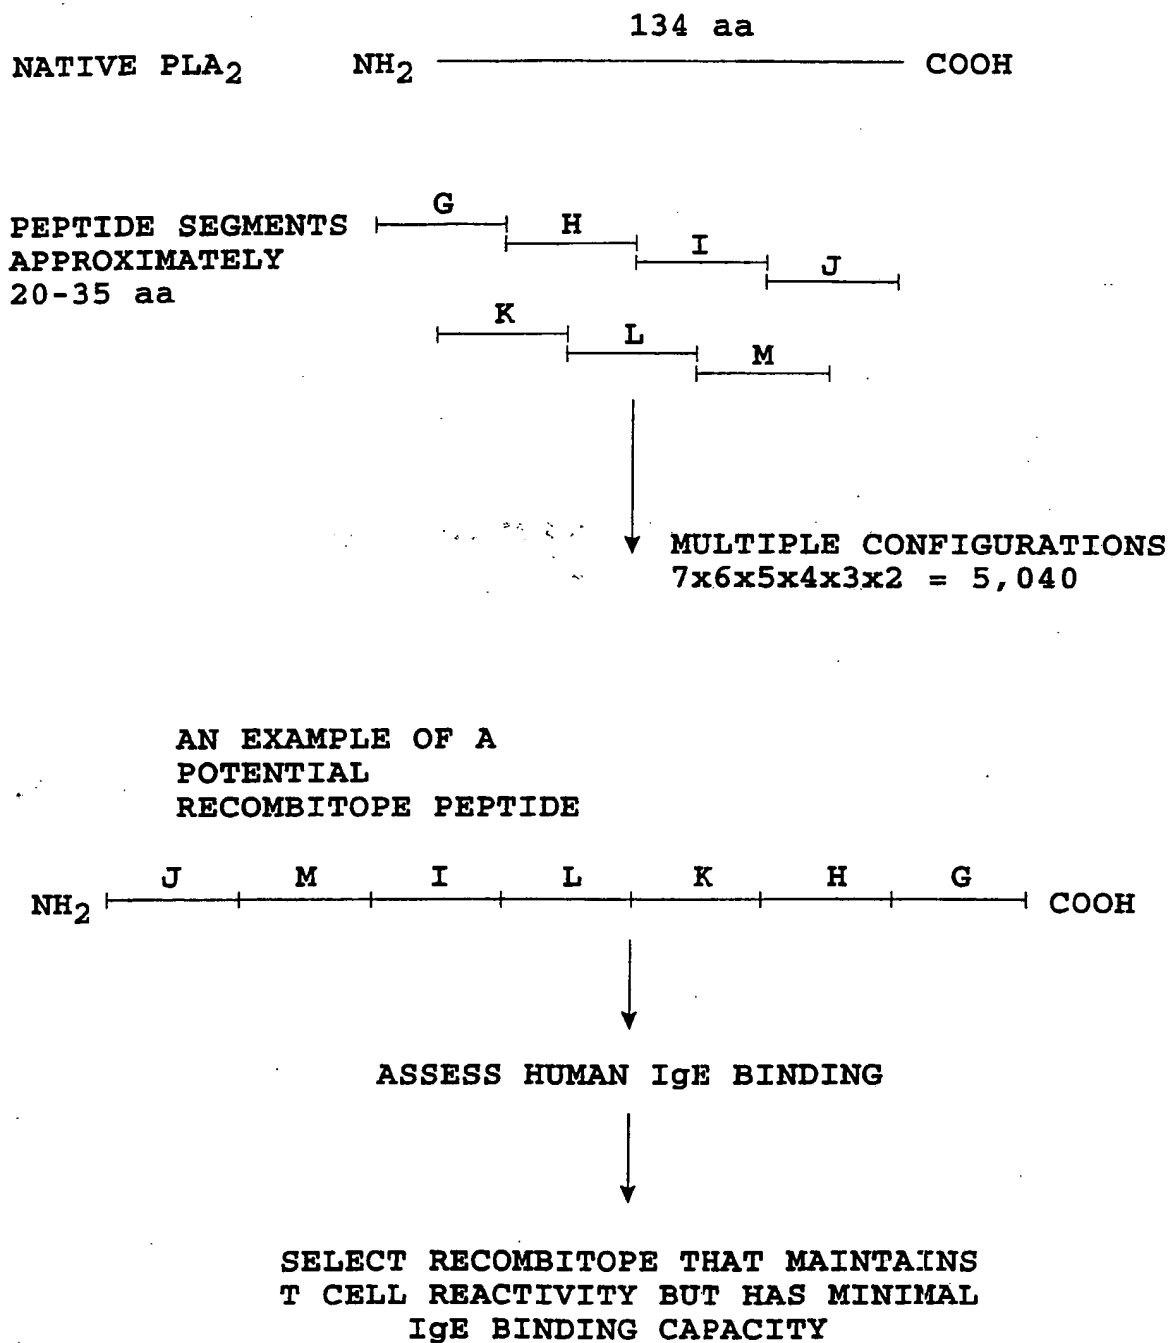 134 aa
NATIVE PLA2 NH2 COOH
G
PEPTIDE SEGMENTS H
APPROXIMATELY I J
20-35 aa
K L M
MULTIPLE CONFIGURATIONS
7x6x5x4x3x2 = 5,040
AN EXAMPLE OF A
POTENTIAL
RECOMBITOPE PEPTIDE
J M I L K H G
NH2 COOH
ASSESS HUMAN IgE BINDING
SELECT RECOMBITOPE THAT MAINTAINS
T CELL REACTIVITY BUT HAS MINIMAL
IgE BINDING CAPACITY